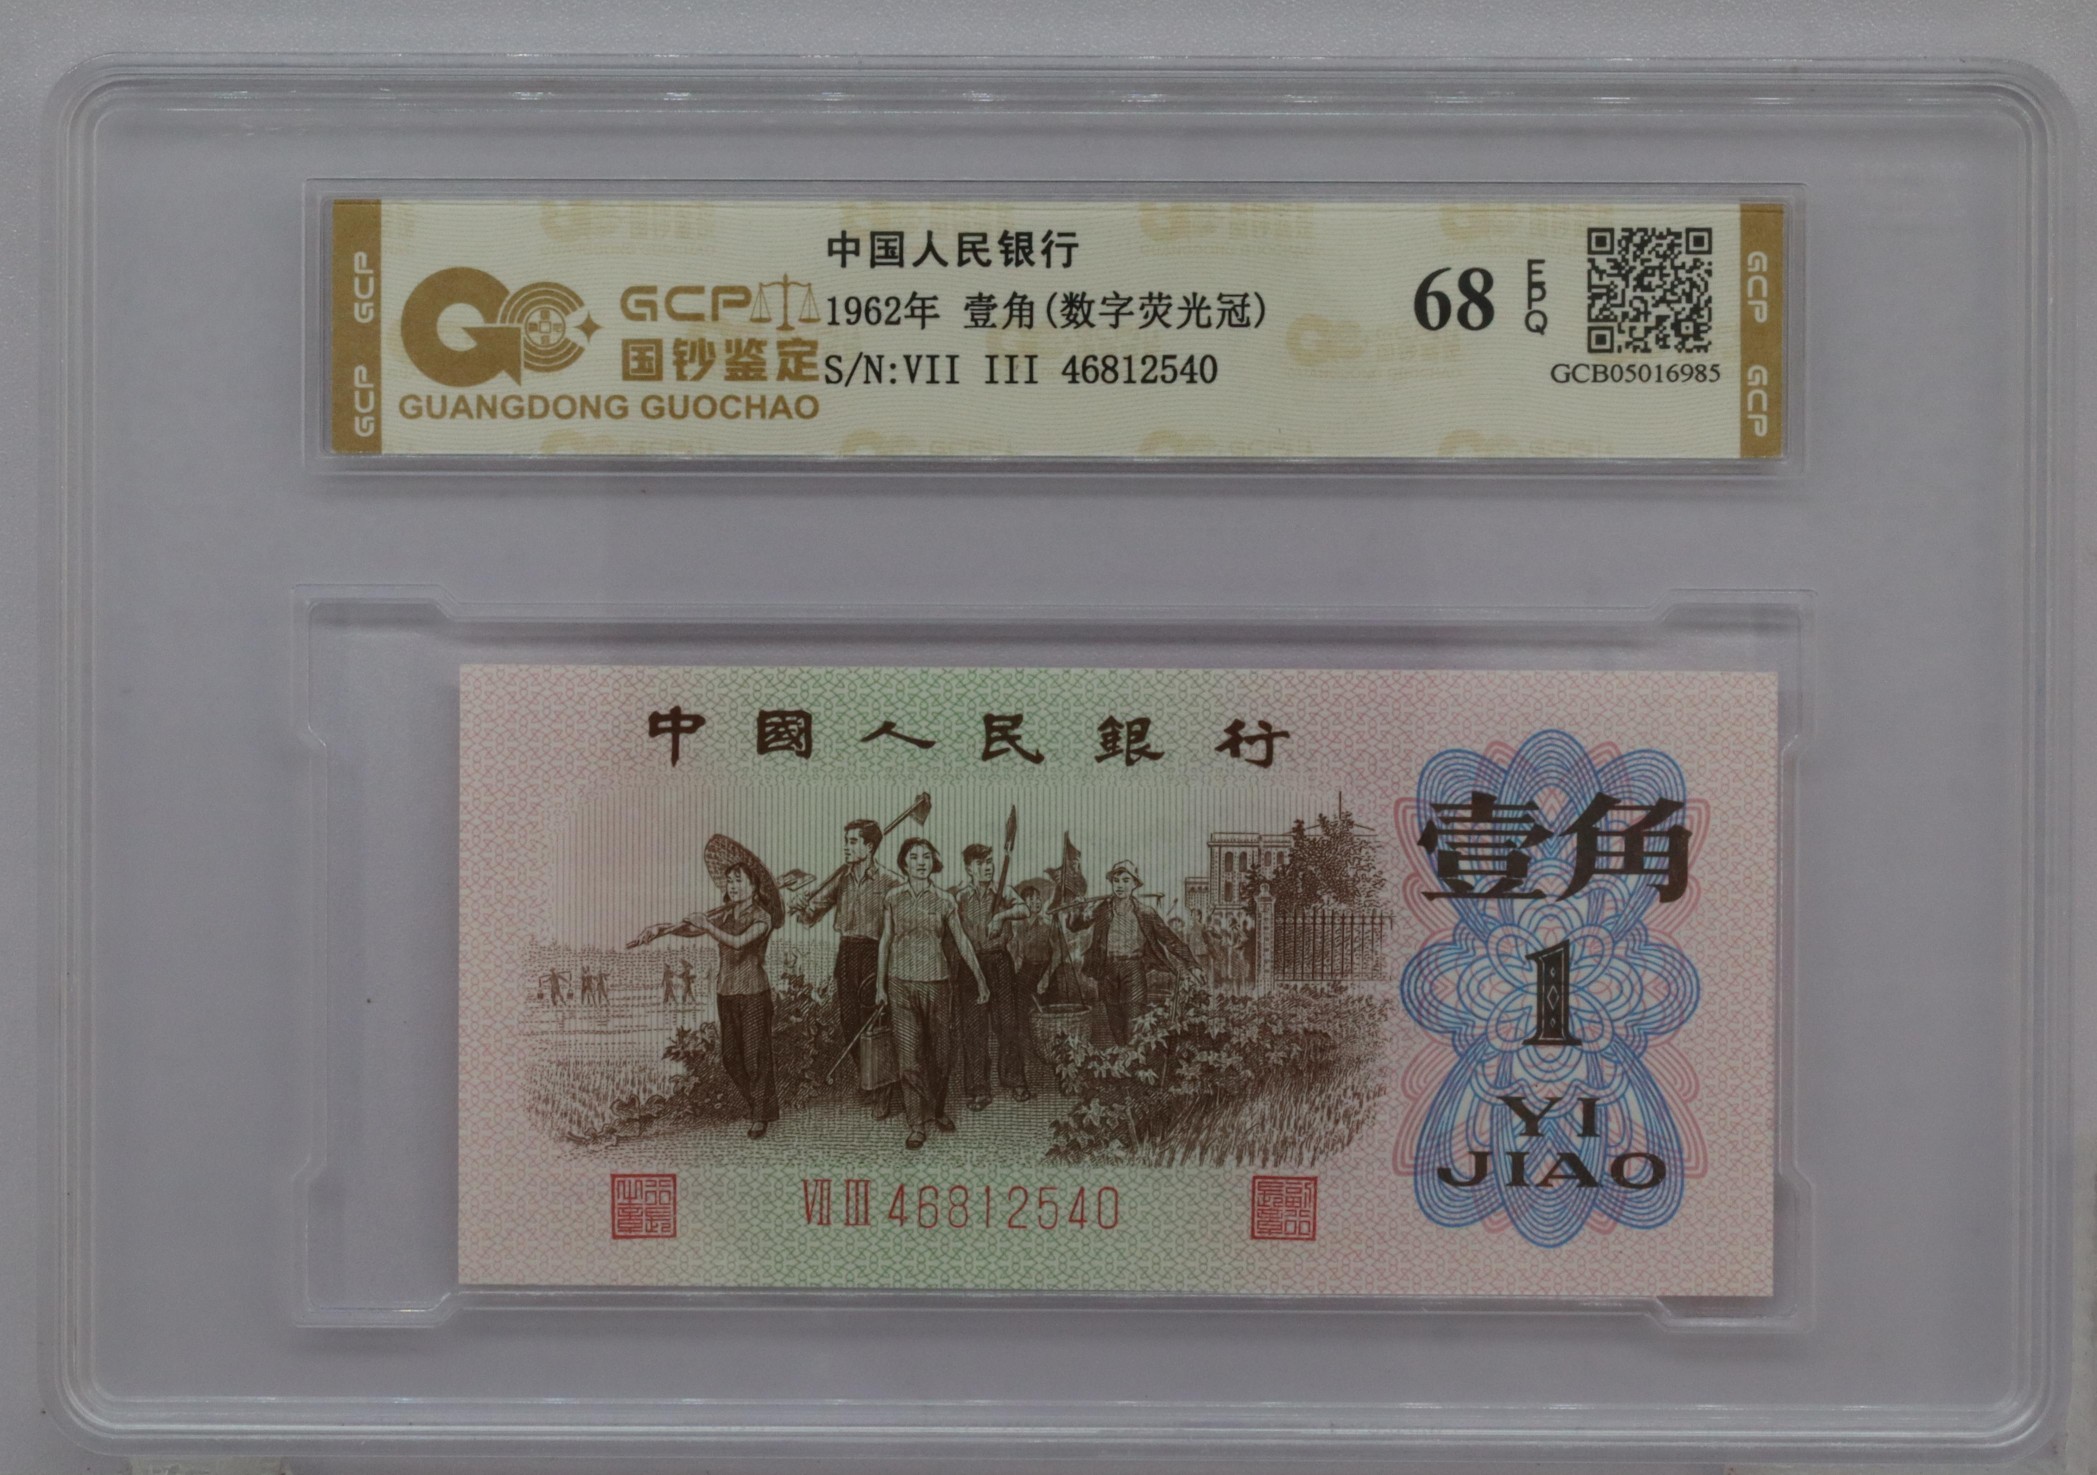 GCP
GCP
GCP
国钞鉴定
GUANGDONG GUOCHAO
中国人民银行
1962年 壹角(数字荧光冠)
S/N:VII III 46812540
68
EPQ
GCB05016985
GCP
GCP
中國人民銀行
壹角
1
YI
JIAO
VII III 46812540